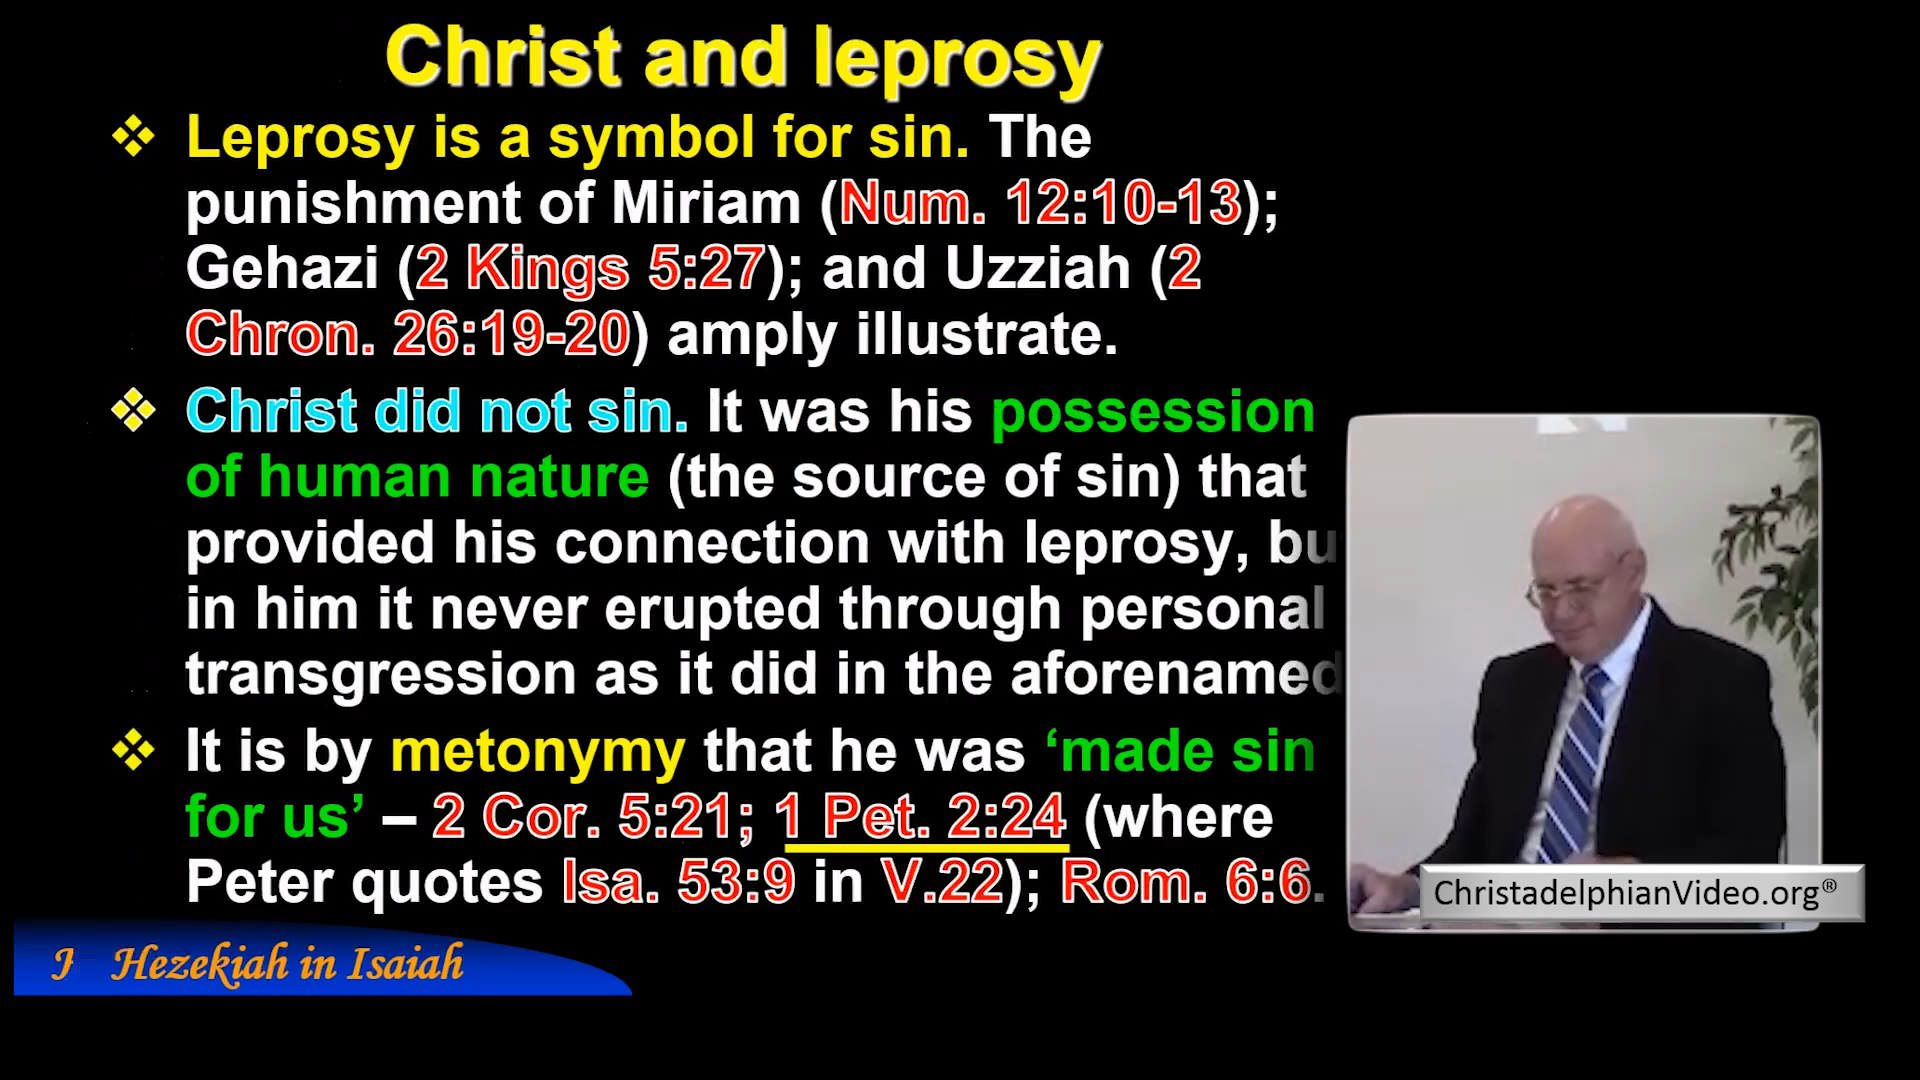 Christ and leprosy
Leprosy is a symbol for sin. The
punishment of Miriam (Num. 12:10-13);
Gehazi (2 Kings 5:27); and Uzziah (2
Chron. 26:19-20) amply illustrate.
Christ did not sin. It was his possession
of human nature (the source of sin) that
provided his connection with leprosy, bu
in him it never erupted through personal
transgression as it did in the aforenamed
It is by metonymy that he was ‘made sin
for us’ – 2 Cor. 5:21; 1 Pet. 2:24 (where
Peter quotes Isa. 53:9 in V.22); Rom. 6:6.
ChristadelphianVideo.org®
Hezekiah in Isaiah